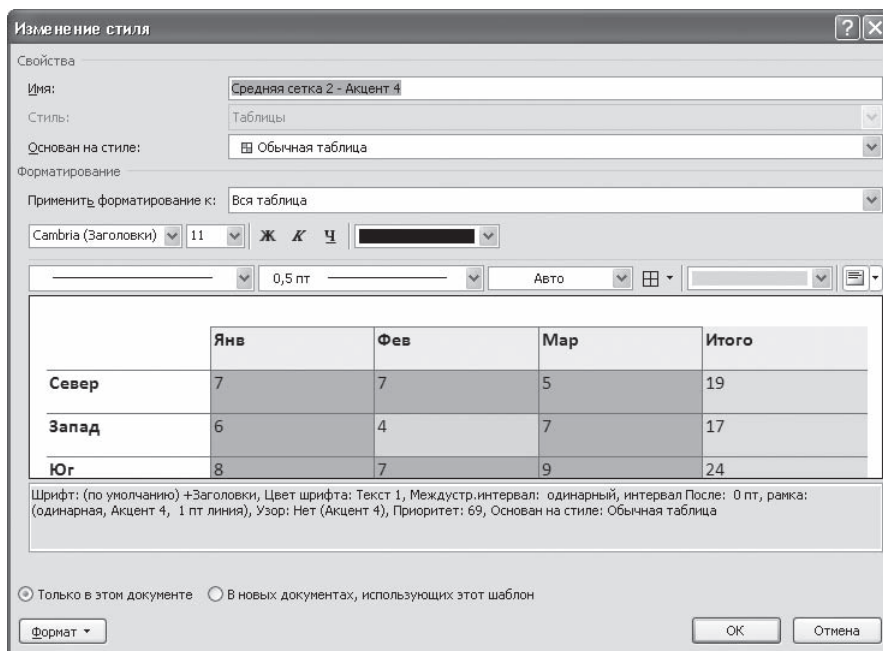 Изменение стиля
Свойства
Имя: Средняя сетка 2 - Акцент 4
Стиль: Таблицы
Основан на стиле: Обычная таблица
Форматирование
Применить форматирование к: Вся таблица
Cambria (Заголовки) 11 Ж К Ч
0,5 пт Авто
Янв Фев Мар Итого
Север 7 7 5 19
Запад 6 4 7 17
Юг 8 7 9 24
Шрифт: (по умолчанию) +Заголовки, Цвет шрифта: Текст 1, Междустр.интервал: одинарный, интервал После: 0 пт, рамка:
(одинарная, Акцент 4, 1 пт линия), Узор: Нет (Акцент 4), Приоритет: 69, Основан на стиле: Обычная таблица
Только в этом документе В новых документах, использующих этот шаблон
Формат ОК Отмена